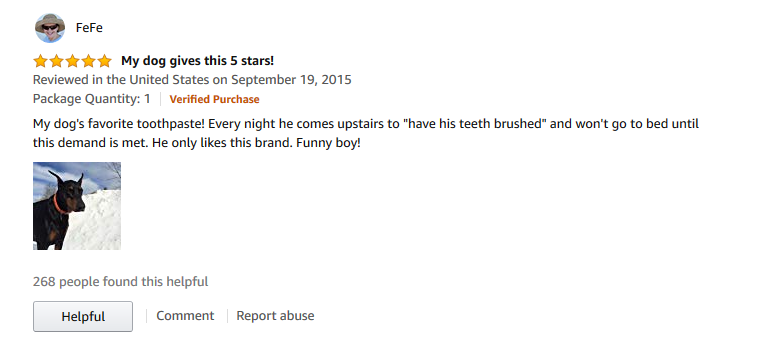 FeFe
My dog gives this 5 stars!
Reviewed in the United States on September 19, 2015
Package Quantity: 1 | Verified Purchase
My dog's favorite toothpaste! Every night he comes upstairs to "have his teeth brushed" and won't go to bed until
this demand is met. He only likes this brand. Funny boy!
268 people found this helpful
Helpful | Comment | Report abuse